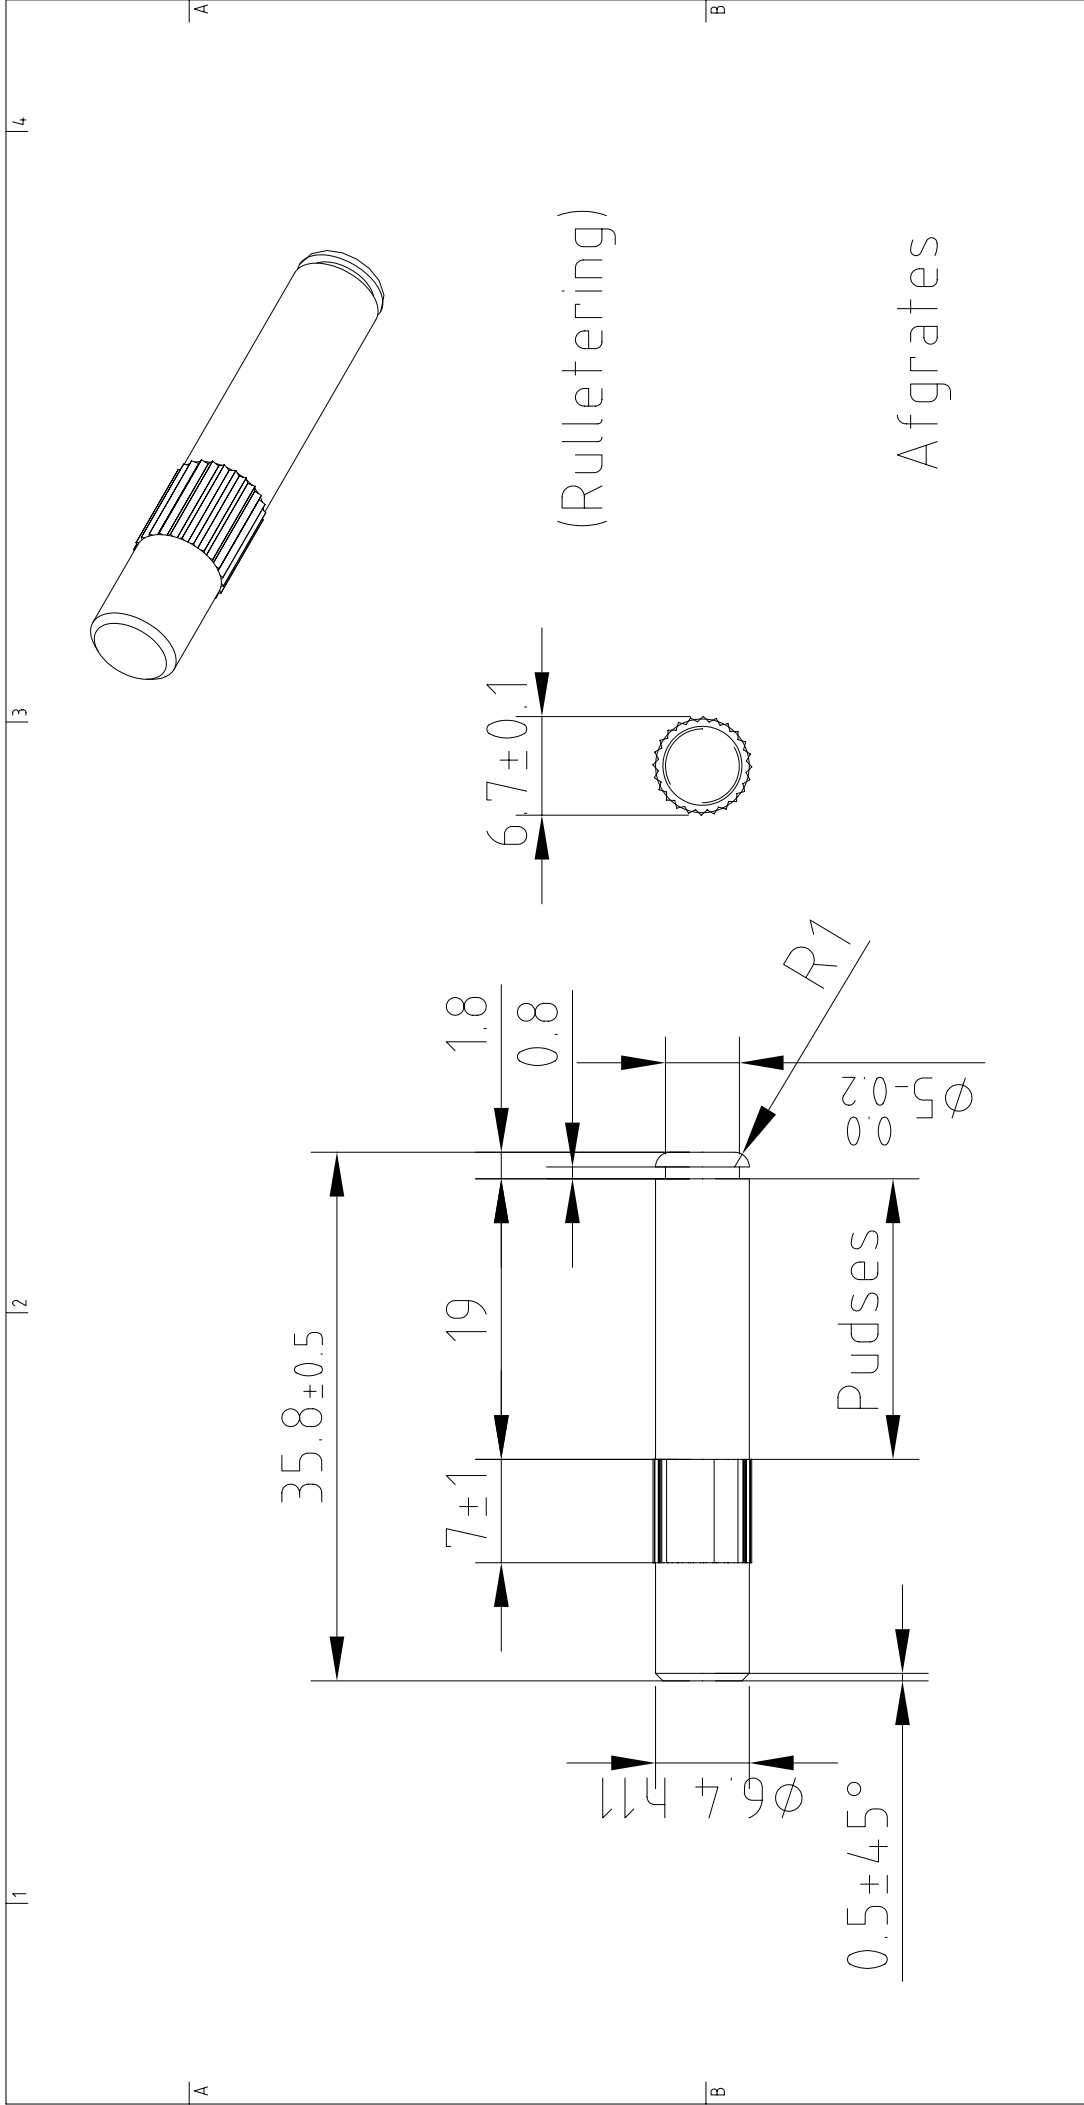 1
2
3
4
A
A
35.8±0.5
7±1
19
1.8
0.8
6.7±0.1
(Rulletering)
B
B
Ø6.4 h11
R1
0.0
Ø5-0.2
Pudses
0.5±45°
Afgrates